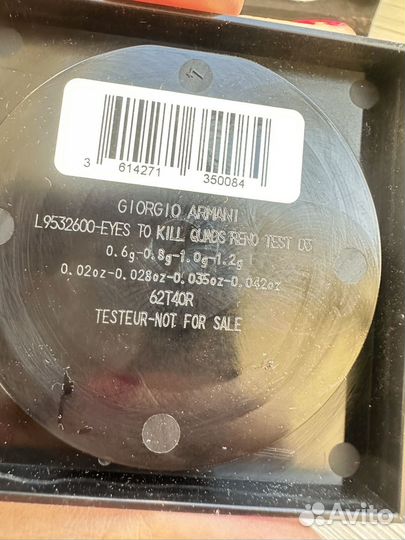 17
3 614271 350084
GIORGIO ARMANI
L9532600-EYES TO KILL QUADS RENO TEST 03
0.6g-0.8g-1.0g-1.2g
0.02oz-0.028oz-0.035oz-0.042oz
62T40R
TESTEUR-NOT FOR SALE
Avito